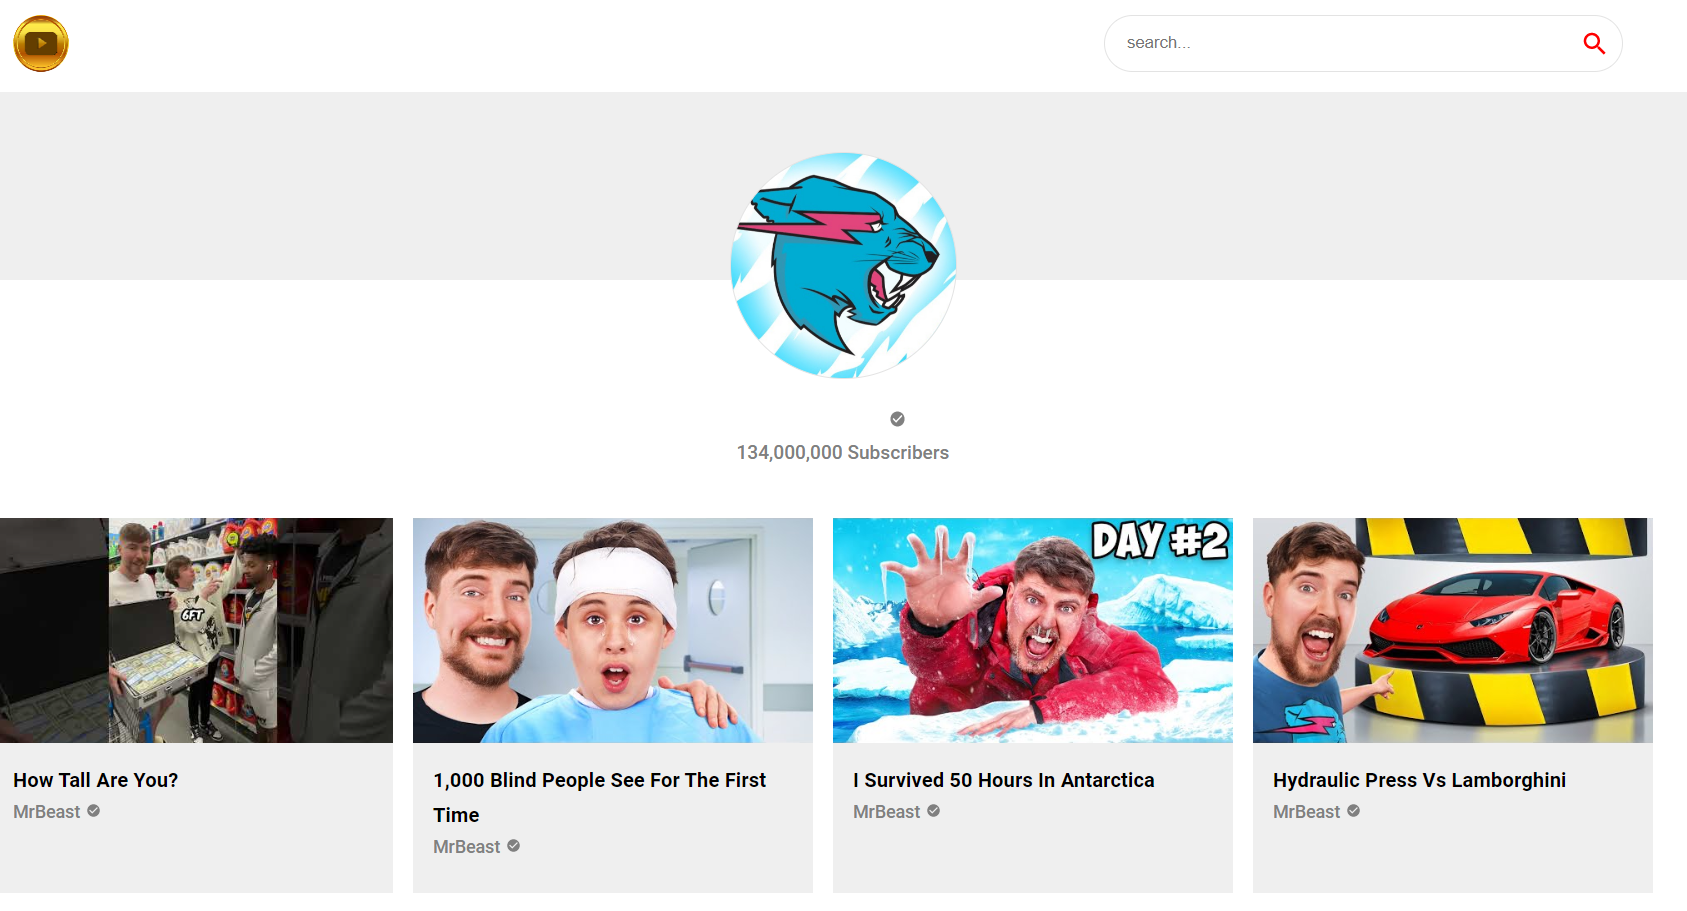 search...
134,000,000 Subscribers
DAY #2
6FT
How Tall Are You?
MrBeast
1,000 Blind People See For The First
Time
MrBeast
I Survived 50 Hours In Antarctica
MrBeast
Hydraulic Press Vs Lamborghini
MrBeast